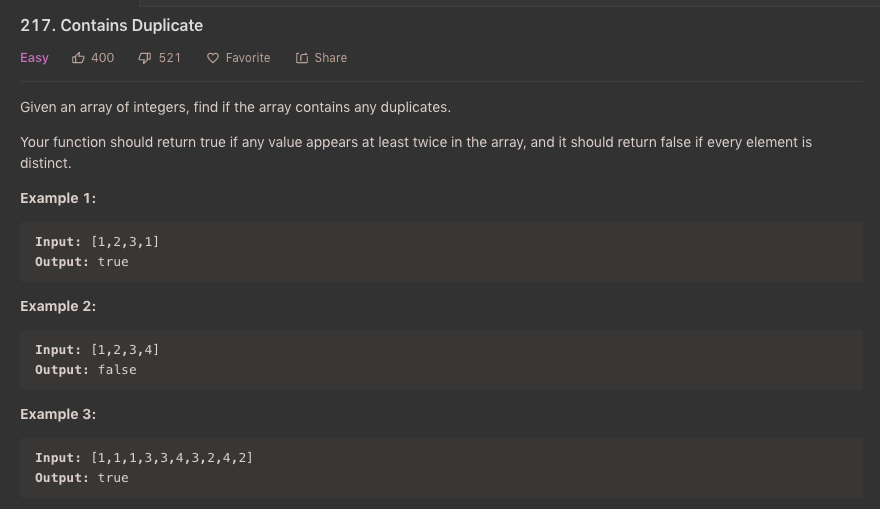 217. Contains Duplicate
Easy 400 521 Favorite Share
Given an array of integers, find if the array contains any duplicates.
Your function should return true if any value appears at least twice in the array, and it should return false if every element is
distinct.
Example 1:
Input: [1,2,3,1]
Output: true
Example 2:
Input: [1,2,3,4]
Output: false
Example 3:
Input: [1,1,1,3,3,4,3,2,4,2]
Output: true